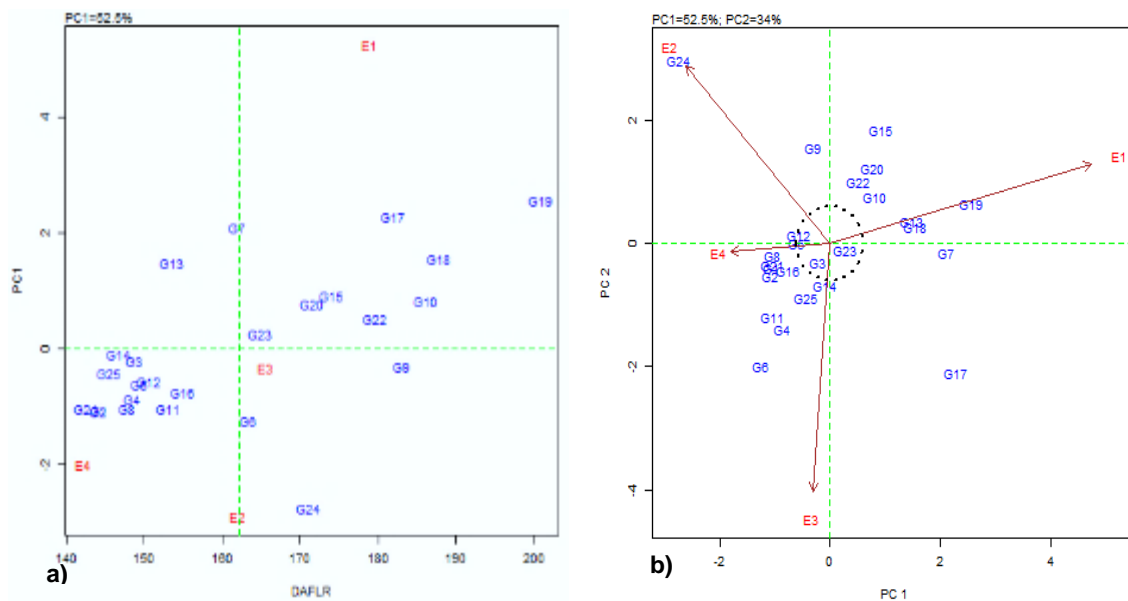 PC1=52.5%
E1
4
G19
G17
2
G7
G18
G13
G15
G10
G20
G22
G23
PC1
0
G14
G3
E3
G9
G25
G12
G16
G4
G2
G8
G11
G6
E4
-2
G24
E2
140 150 160 170 180 190 200
DAFLR
a)
PC1=52.5%; PC2=34%
E2
G24
2
G15
G9
E1
G20
G22
G10
G19
G13
G18
0
G12
G23
G7
E4
G8
G3
G16
G2
G14
G25
G11
G4
PC 2
-2
G6
G17
-4
E3
-2 0 2 4
PC 1
b)